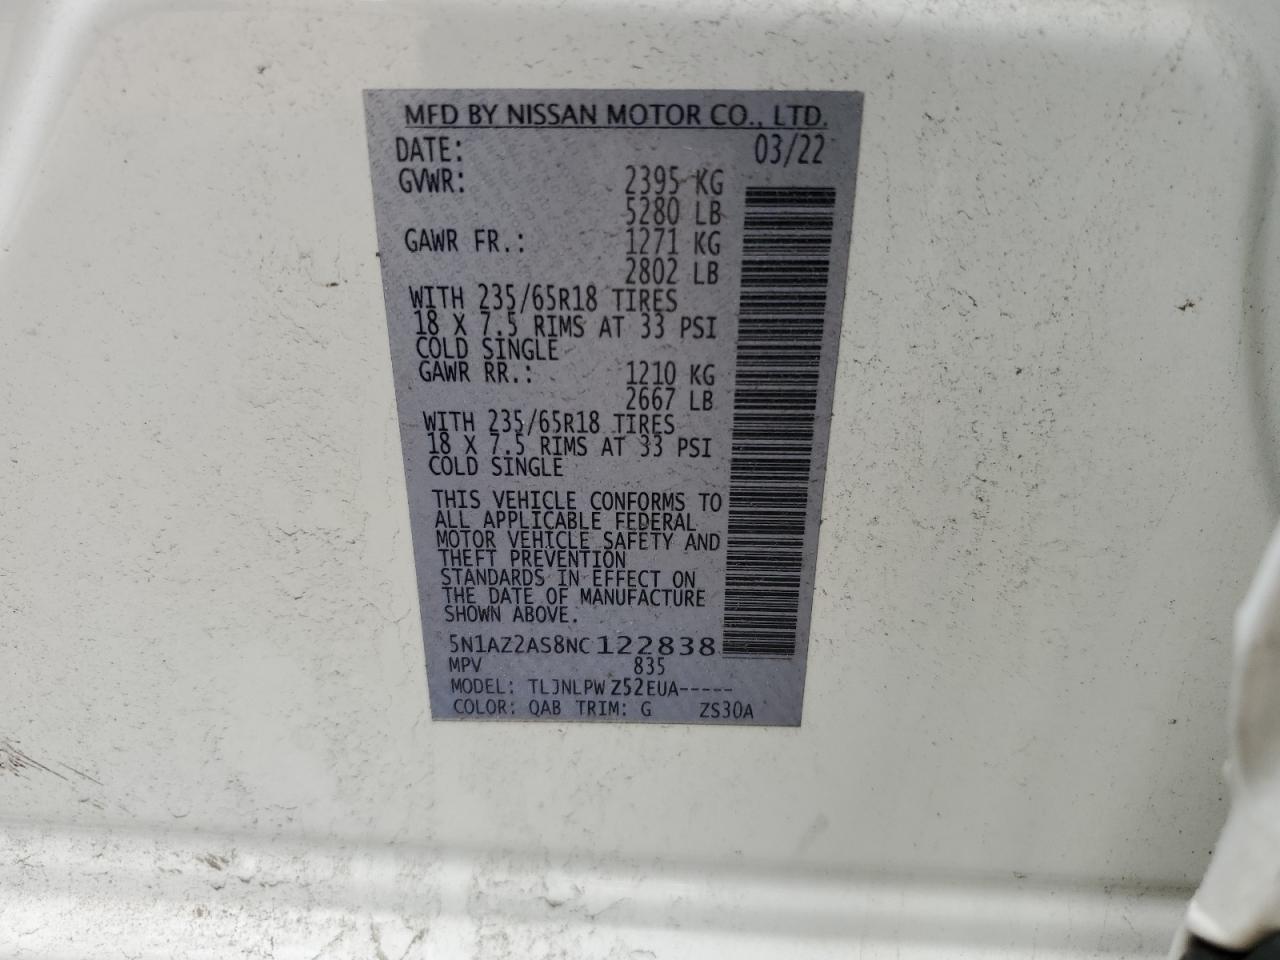 MFD BY NISSAN MOTOR CO., LTD.
DATE: 03/22
GVWR: 2395 KG
5280 LB
GAWR FR.: 1271 KG
2802 LB
WITH 235/65R18 TIRES
18 X 7.5 RIMS AT 33 PSI
COLD SINGLE
GAWR RR.: 1210 KG
2667 LB
WITH 235/65R18 TIRES
18 X 7.5 RIMS AT 33 PSI
COLD SINGLE
THIS VEHICLE CONFORMS TO
ALL APPLICABLE FEDERAL
MOTOR VEHICLE SAFETY AND
THEFT PREVENTION
STANDARDS IN EFFECT ON
THE DATE OF MANUFACTURE
SHOWN ABOVE.
5N1AZ2AS8NC122838
MPV 835
MODEL: TLJNLPWZ52EUA-----
COLOR: QAB TRIM: G ZS30A